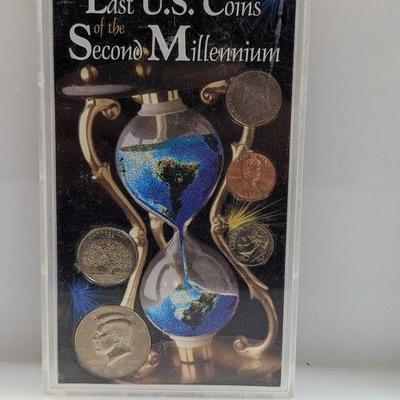 Last U.S. Coins
of the
Second Millennium